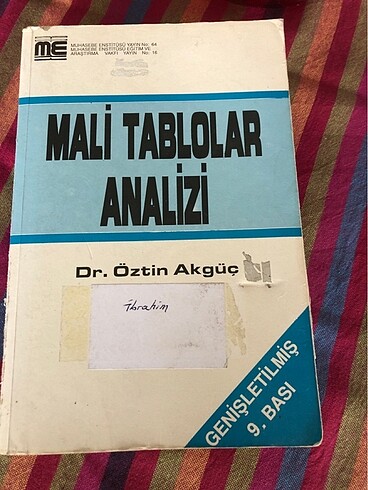 me
MUHASEBE ENSTİTÜSÜ YAYIN No: 64
MUHASEBE ENSTİTÜSÜ EĞİTİM VE
ARAŞTIRMA VAKFI YAYIN No: 16
MALİ TABLOLAR
ANALİZİ
Dr. Öztin Akgüç
İbrahim
GENİŞLETİLMİŞ
9. BASI